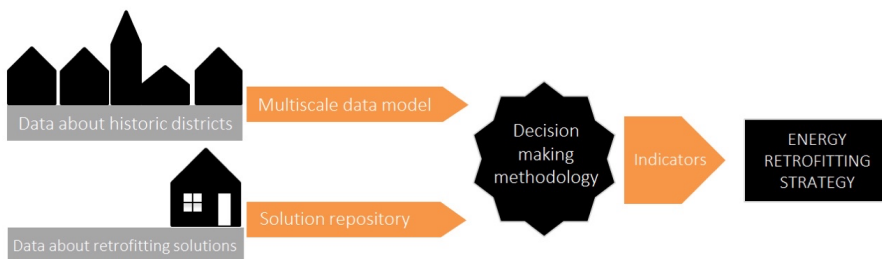 Data about historic districts
Multiscale data model
Data about retrofitting solutions
Solution repository
Decision
making
methodology
Indicators
ENERGY
RETROFITTING
STRATEGY